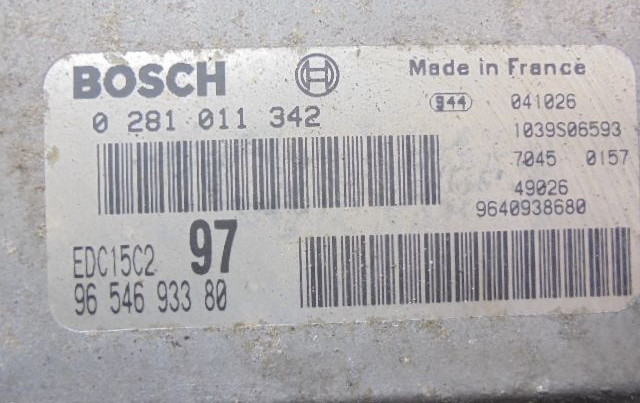 BOSCH
Made in France
0 281 011 342
944 041026
1039S06593
7045 0157
49026
9640938680
EDC15C2 97
96 546 933 80